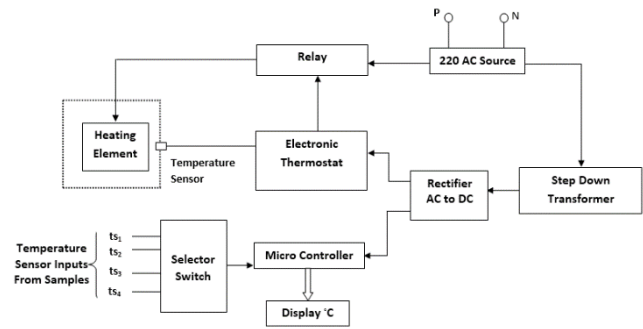 P
N
Relay
220 AC Source
Heating
Element
Temperature
Sensor
Electronic
Thermostat
Rectifier
AC to DC
Step Down
Transformer
Temperature
Sensor Inputs
From Samples
ts₁
ts₂
ts₃
ts₄
Selector
Switch
Micro Controller
Display °C